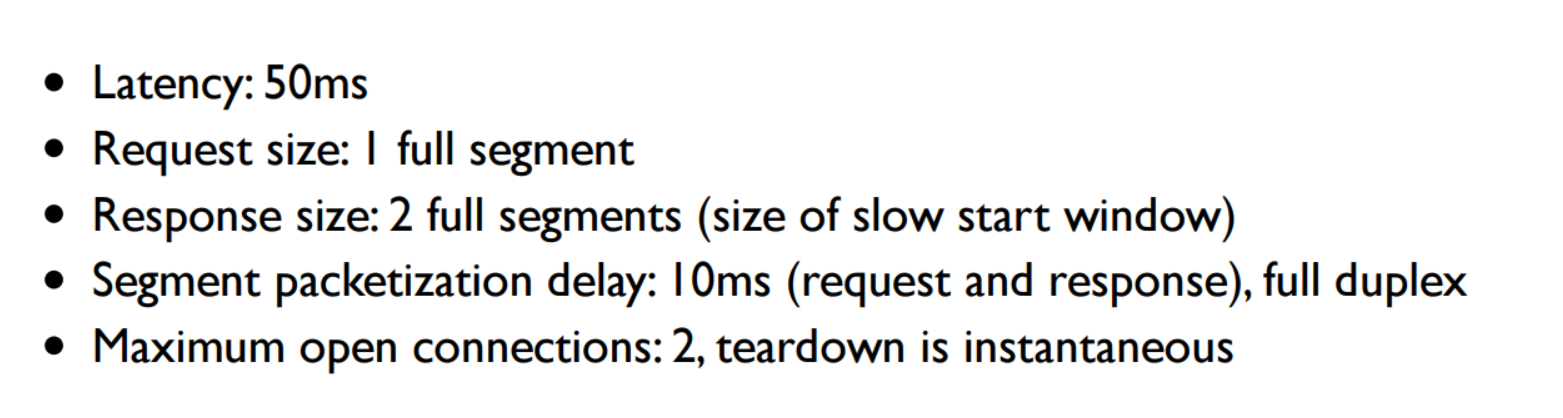 • Latency: 50ms
• Request size: 1 full segment
• Response size: 2 full segments (size of slow start window)
• Segment packetization delay: 10ms (request and response), full duplex
• Maximum open connections: 2, teardown is instantaneous